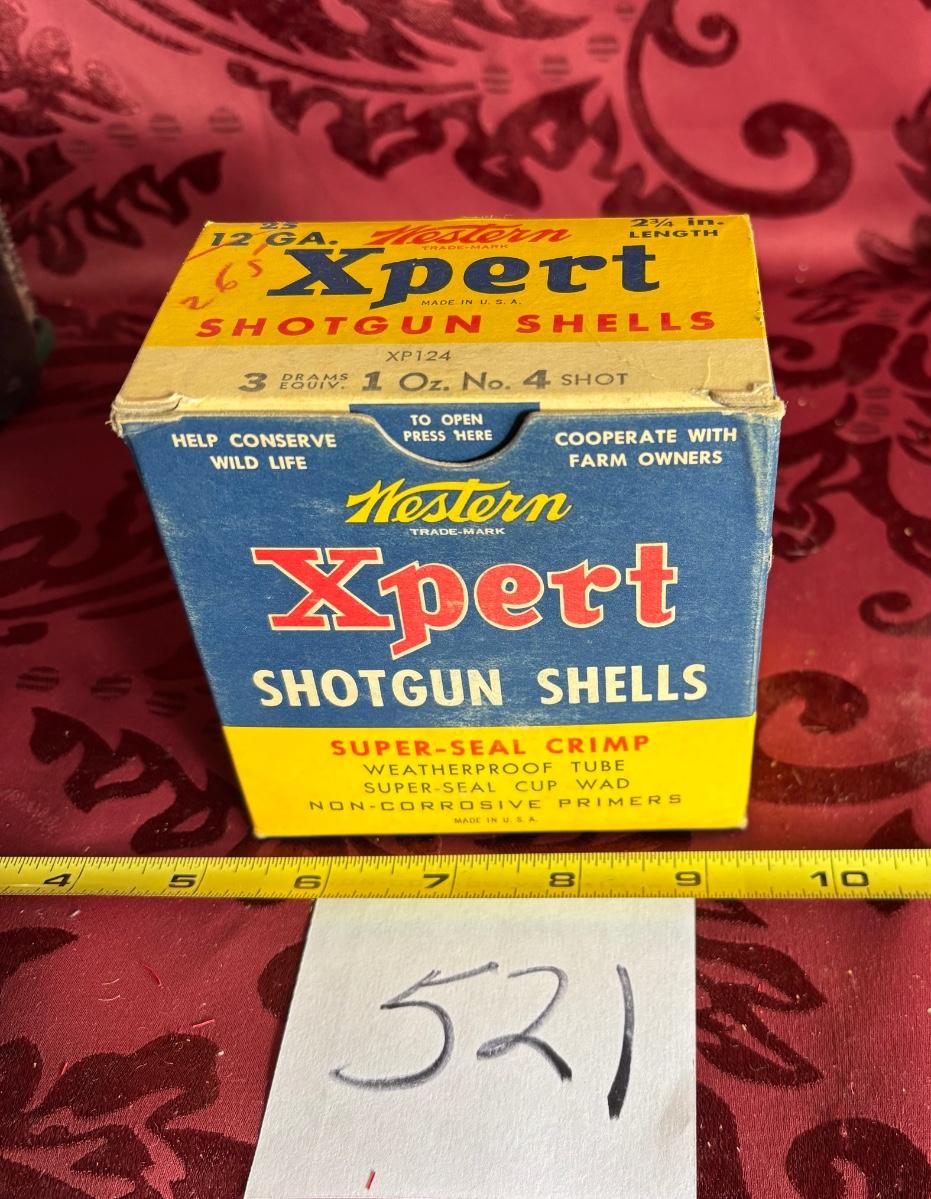 25
12 GA. Western 2¾ in.
TRADE-MARK LENGTH
Xpert
MADE IN U. S. A.
265
SHOTGUN SHELLS
XP124
3 DRAMS EQUIV. 1 Oz. No. 4 SHOT
TO OPEN
PRESS HERE
HELP CONSERVE
WILD LIFE
COOPERATE WITH
FARM OWNERS
Western
TRADE-MARK
Xpert
SHOTGUN SHELLS
SUPER-SEAL CRIMP
WEATHERPROOF TUBE
SUPER-SEAL CUP WAD
NON-CORROSIVE PRIMERS
MADE IN U. S. A.
4 5 6 7 8 9 10
521